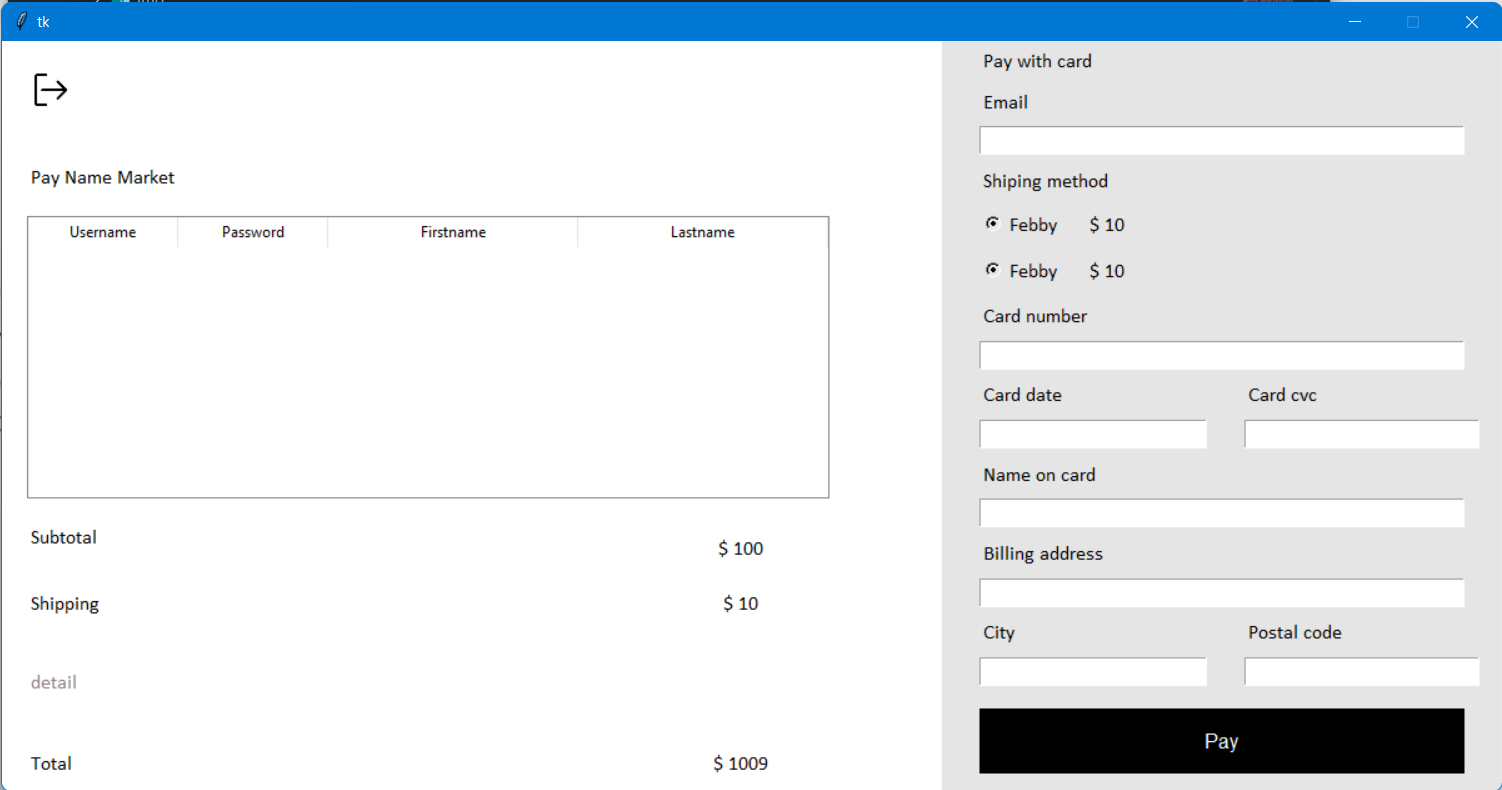 tk
Pay Name Market
Username Password Firstname Lastname
Subtotal
$ 100
Shipping $ 10
detail
Total $ 1009
Pay with card
Email
Shiping method
Febby $ 10
Febby $ 10
Card number
Card date Card cvc
Name on card
Billing address
City Postal code
Pay